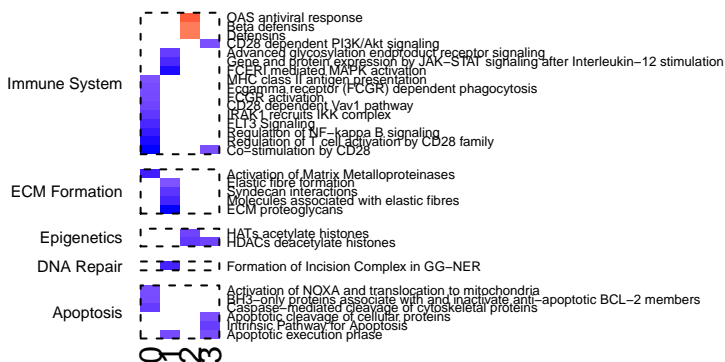 OAS antiviral response
Beta defensins
Defensins
CD28 dependent PI3K/Akt signaling
Advanced glycosylation endproduct receptor signaling
Gene and protein expression by JAK−STAT signaling after Interleukin−12 stimulation
FCERI mediated MAPK activation
Immune System
MHC class II antigen presentation
Fcgamma receptor (FCGR) dependent phagocytosis
FCGR activation
CD28 dependent Vav1 pathway
IRAK1 recruits IKK complex
FLT3 Signaling
Regulation of NF−kappa B signaling
Regulation of T cell activation by CD28 family
Co−stimulation by CD28
Activation of Matrix Metalloproteinases
Elastic fibre formation
ECM Formation
Syndecan interactions
Molecules associated with elastic fibres
ECM proteoglycans
Epigenetics
HATs acetylate histones
HDACs deacetylate histones
DNA Repair
Formation of Incision Complex in GG−NER
Activation of NOXA and translocation to mitochondria
BH3−only proteins associate with and inactivate anti−apoptotic BCL−2 members
Caspase−mediated cleavage of cytoskeletal proteins
Apoptosis
Apoptotic cleavage of cellular proteins
Intrinsic Pathway for Apoptosis
Apoptotic execution phase
0 1 2 3